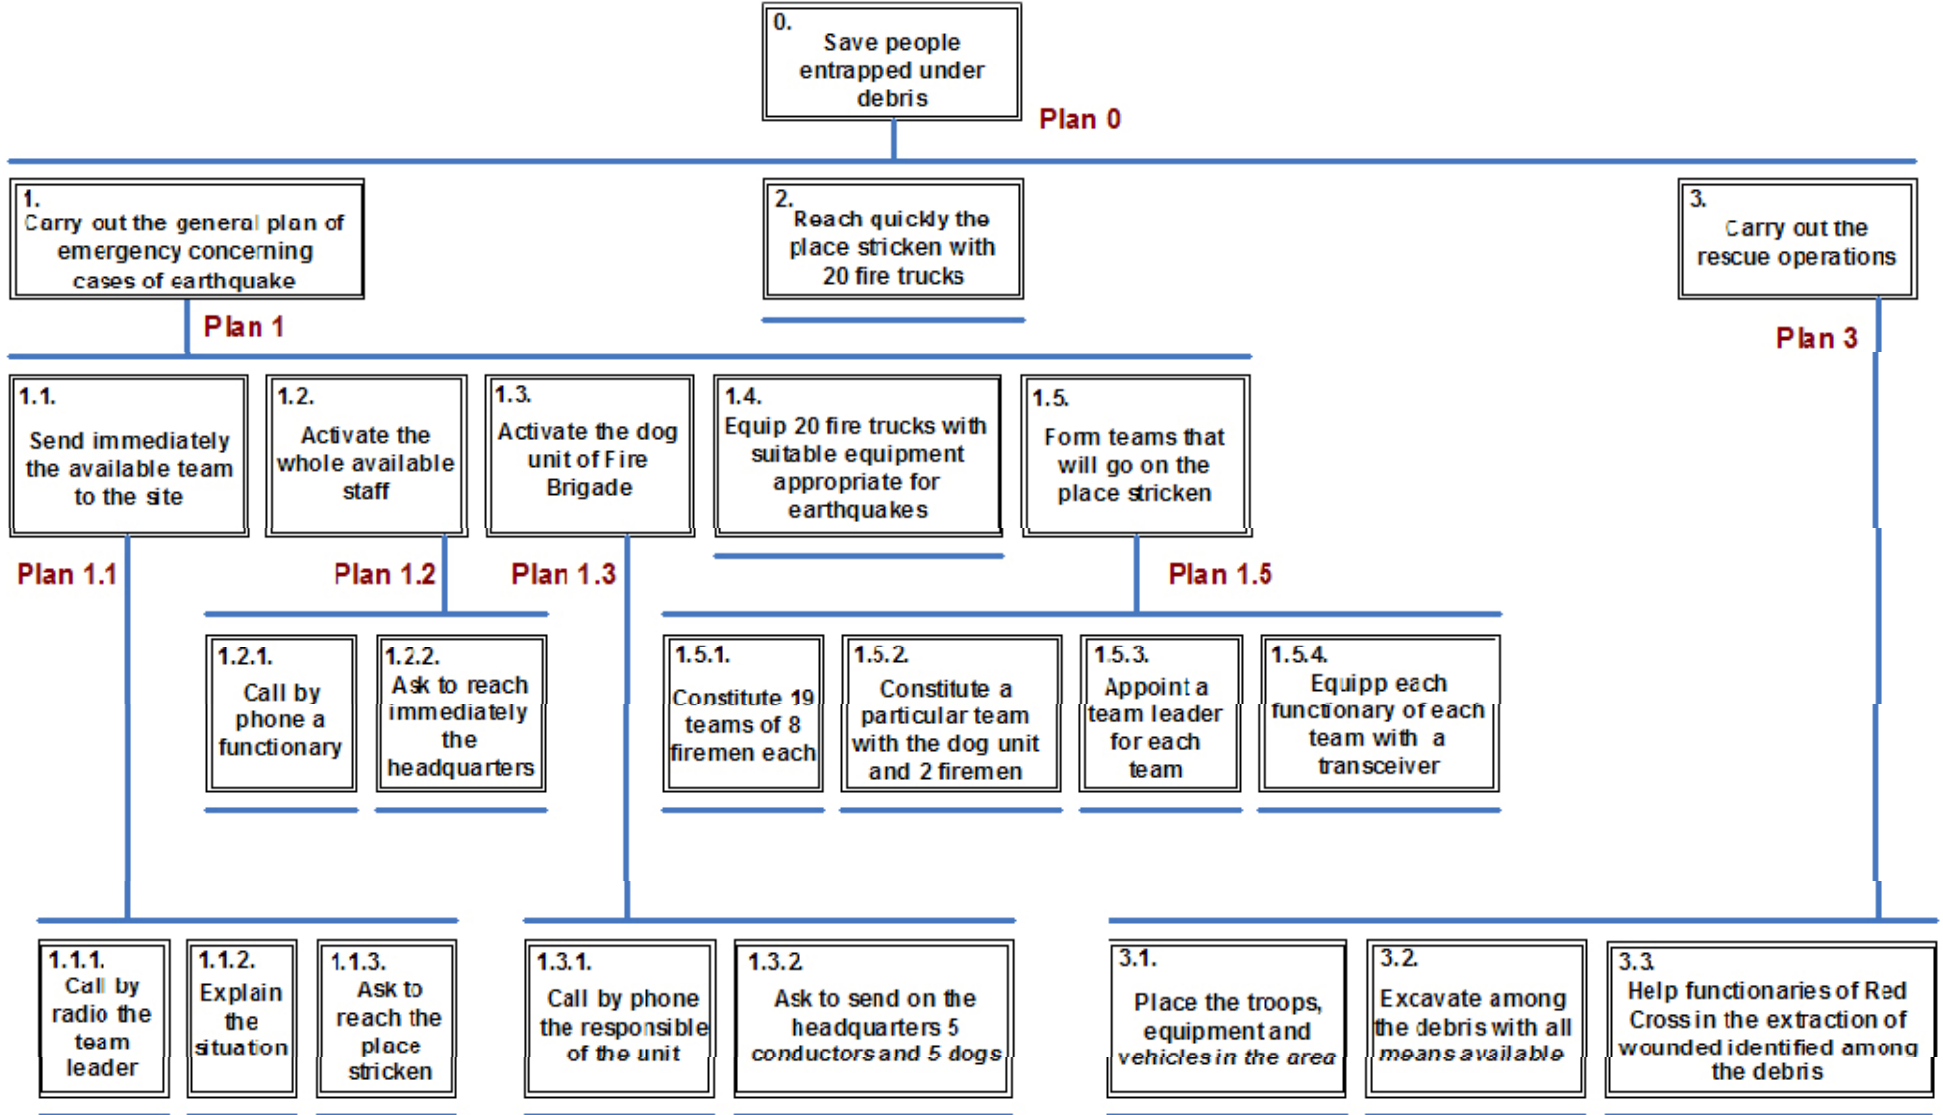 0.
Save people
entrapped under
debris
Plan 0
1.
Carry out the general plan of
emergency concerning
cases of earthquake
2.
Reach quickly the
place stricken with
20 fire trucks
3.
Carry out the
rescue operations
Plan 1
Plan 3
1.1.
Send immediately
the available team
to the site
1.2.
Activate the
whole available
staff
1.3.
Activate the dog
unit of Fire
Brigade
1.4.
Equip 20 fire trucks with
suitable equipment
appropriate for
earthquakes
1.5.
Form teams that
will go on the
place stricken
Plan 1.1
Plan 1.2
Plan 1.3
Plan 1.5
1.2.1.
Call by
phone a
functionary
1.2.2.
Ask to reach
immediately
the
headquarters
1.5.1.
Constitute 19
teams of 8
firemen each
1.5.2.
Constitute a
particular team
with the dog unit
and 2 firemen
1.5.3.
Appoint a
team leader
for each
team
1.5.4.
Equipp each
functionary of each
team with a
transceiver
1.1.1.
Call by
radio the
team
leader
1.1.2.
Explain
the
situation
1.1.3.
Ask to
reach the
place
stricken
1.3.1.
Call by phone
the responsible
of the unit
1.3.2
Ask to send on the
headquarters 5
conductors and 5 dogs
3.1.
Place the troops,
equipment and
vehicles in the area
3.2.
Excavate among
the debris with all
means available
3.3.
Help functionaries of Red
Cross in the extraction of
wounded identified among
the debris